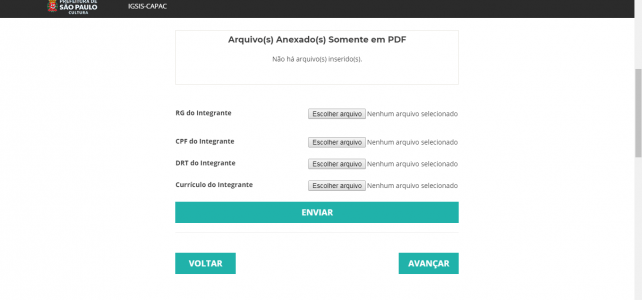 PREFEITURA DE
SÃO PAULO
CULTURA
IGSIS-CAPAC
Arquivo(s) Anexado(s) Somente em PDF
Não há arquivo(s) inserido(s).
RG do Integrante Escolher arquivo Nenhum arquivo selecionado
CPF do Integrante Escolher arquivo Nenhum arquivo selecionado
DRT do Integrante Escolher arquivo Nenhum arquivo selecionado
Currículo do Integrante Escolher arquivo Nenhum arquivo selecionado
ENVIAR
VOLTAR AVANÇAR